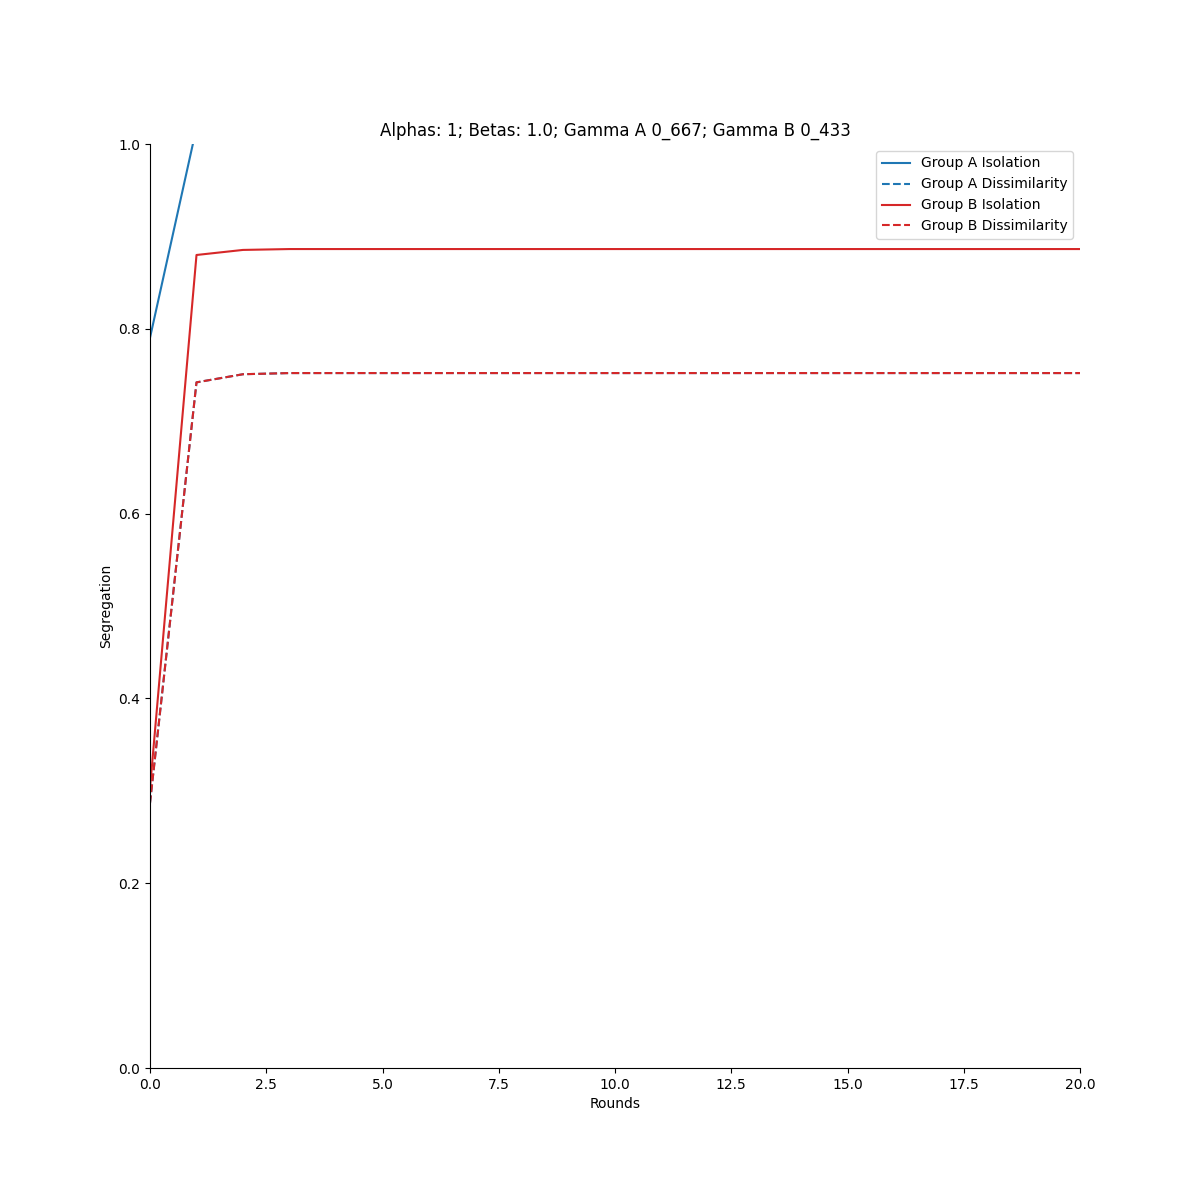 Alphas: 1; Betas: 1.0; Gamma A 0_667; Gamma B 0_433
Group A Isolation
Group A Dissimilarity
Group B Isolation
Group B Dissimilarity
1.0
0.8
0.6
0.4
0.2
0.0
Segregation
0.0 2.5 5.0 7.5 10.0 12.5 15.0 17.5 20.0
Rounds